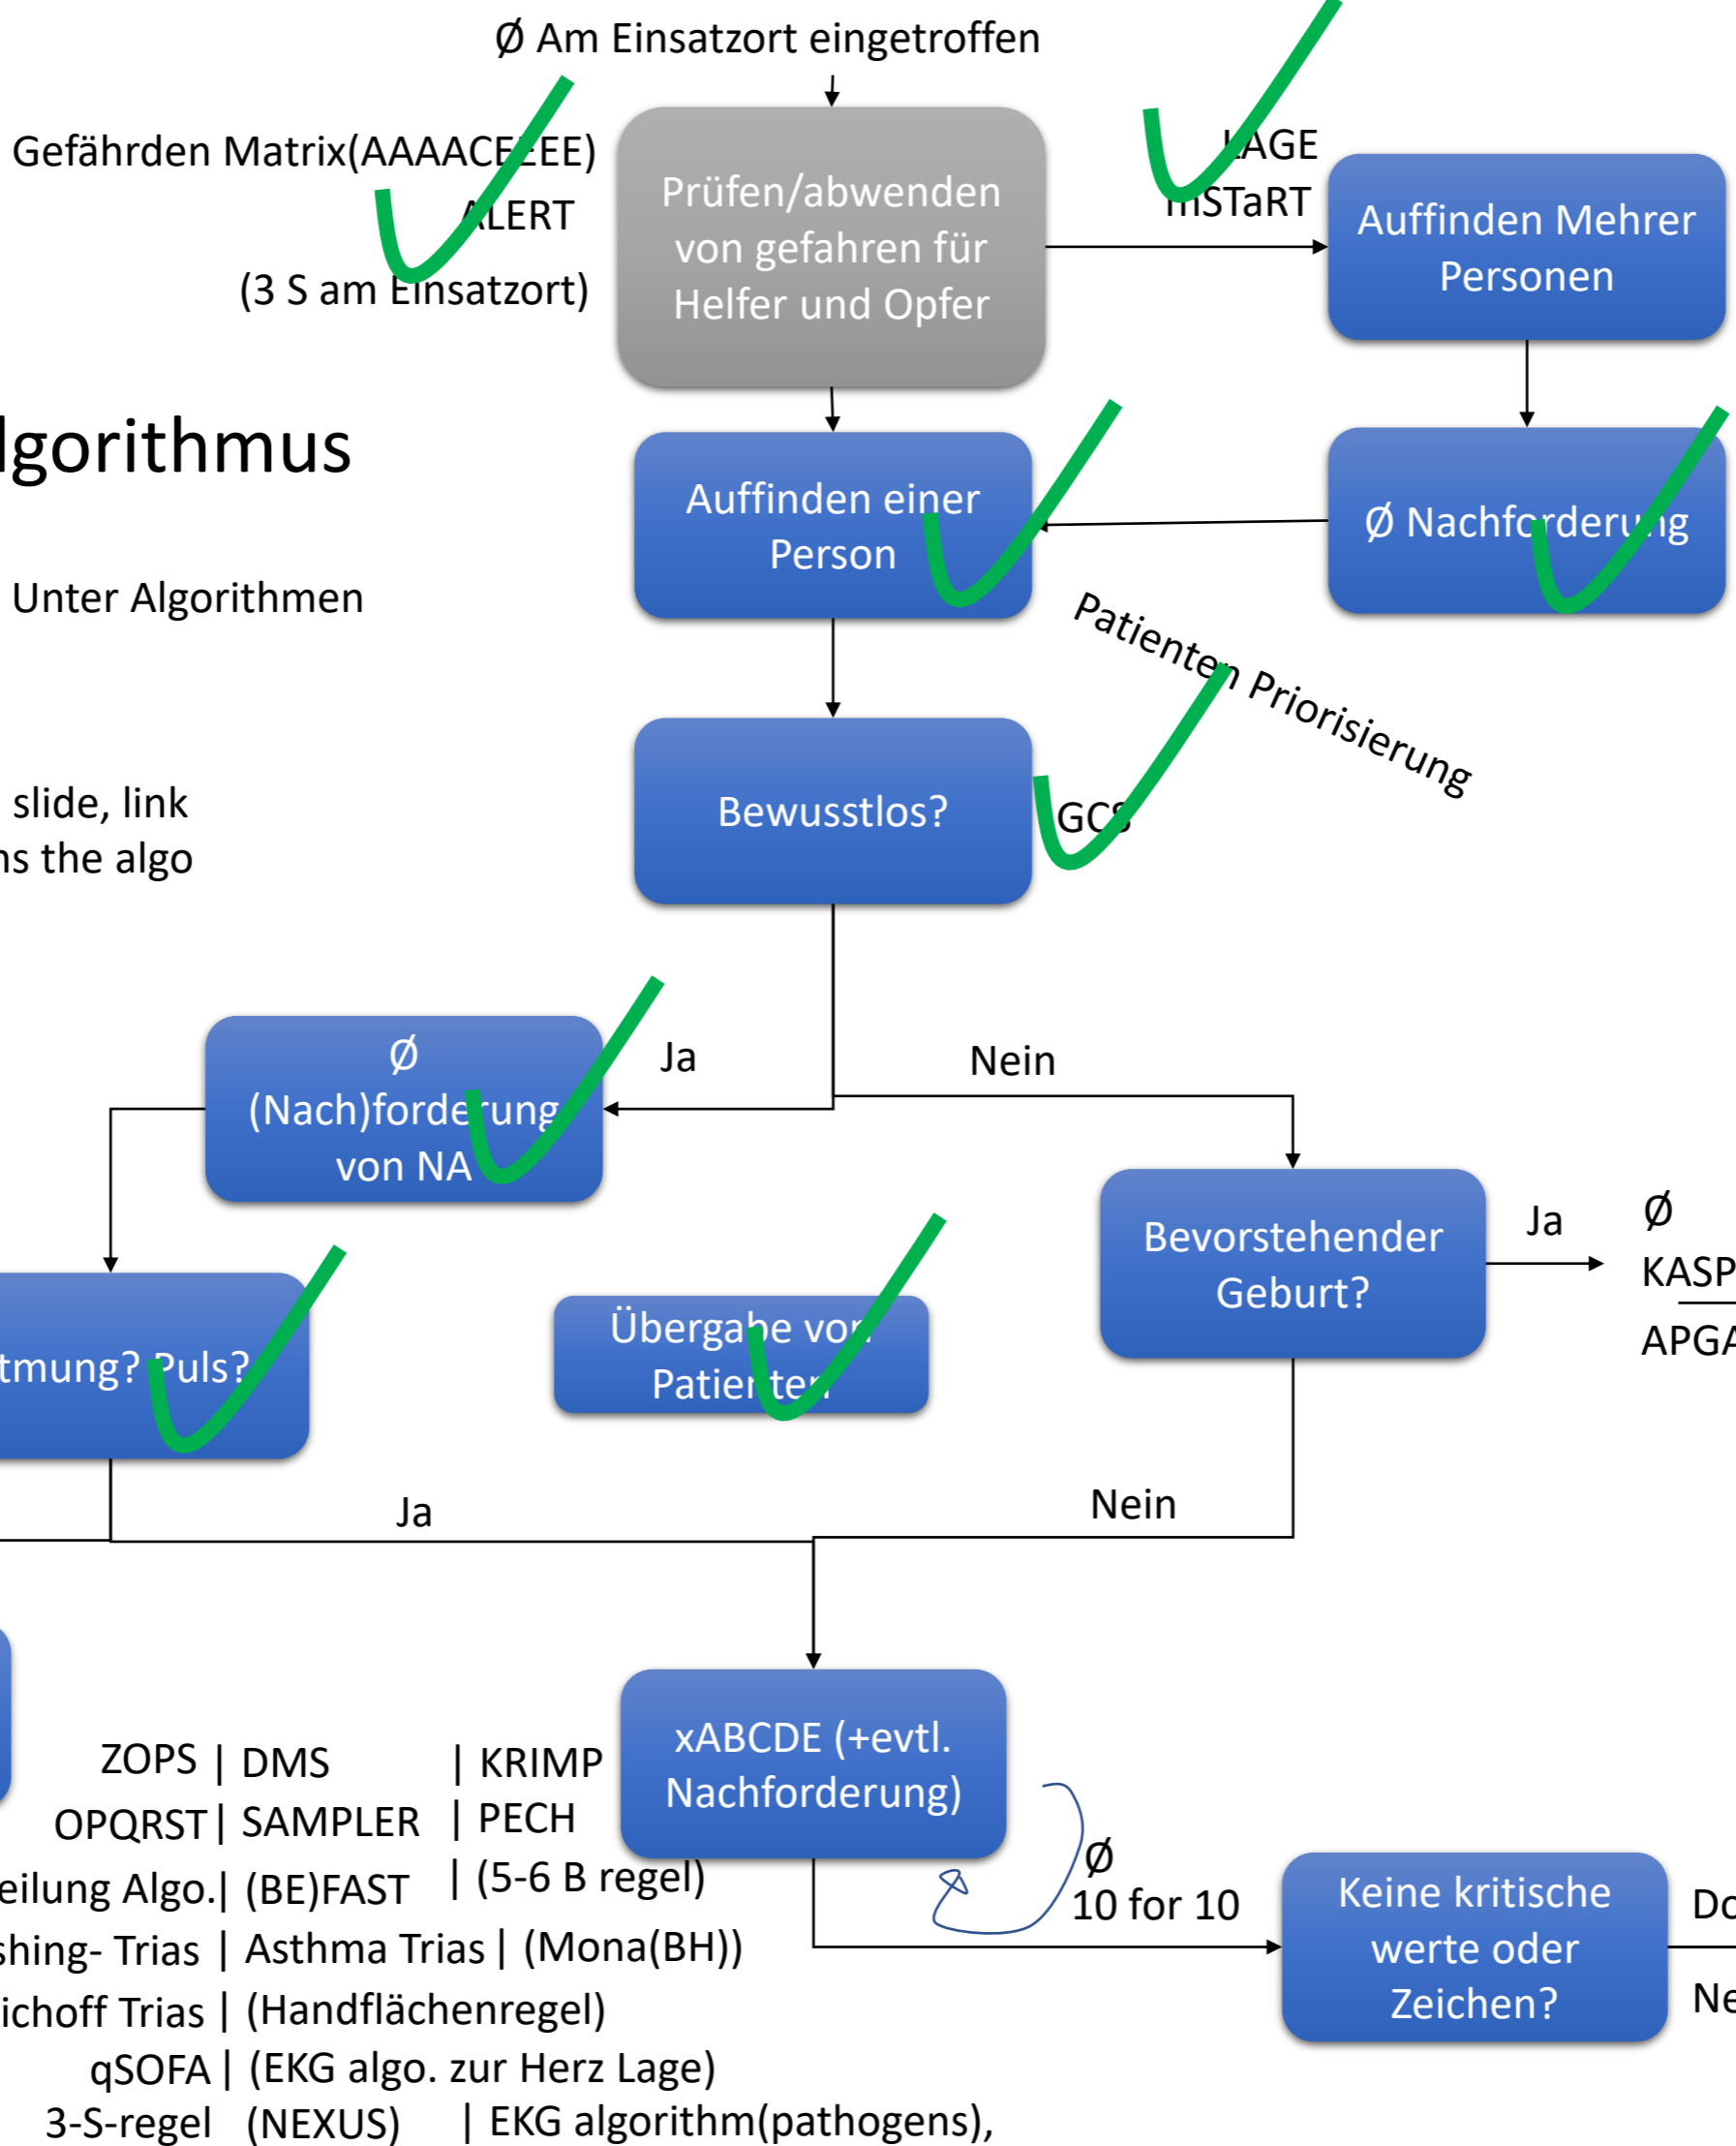 Ø Am Einsatzort eingetroffen
Gefährden Matrix(AAAACEEEE)
ALERT
(3 S am Einsatzort)
Prüfen/abwenden
von gefahren für
Helfer und Opfer
LAGE
mSTaRT
Auffinden Mehrer
Personen
lgorithmus
Auffinden einer
Person
Ø Nachforderung
Unter Algorithmen
Patienten Priorisierung
slide, link
ns the algo
Bewusstlos?
GCS
Ø
(Nach)forderung
von NA
Ja
Nein
Bevorstehender
Geburt?
Ja
Ø
KASP
APGA
tmung? Puls?
Übergabe von
Patienten
Ja
Nein
xABCDE (+evtl.
Nachforderung)
ZOPS | DMS | KRIMP
OPQRST | SAMPLER | PECH
eilung Algo.| (BE)FAST | (5-6 B regel)
shing- Trias | Asthma Trias | (Mona(BH))
ichoff Trias | (Handflächenregel)
qSOFA | (EKG algo. zur Herz Lage)
3-S-regel (NEXUS) | EKG algorithm(pathogens),
Ø
10 for 10
Keine kritische
werte oder
Zeichen?
Do
Ne